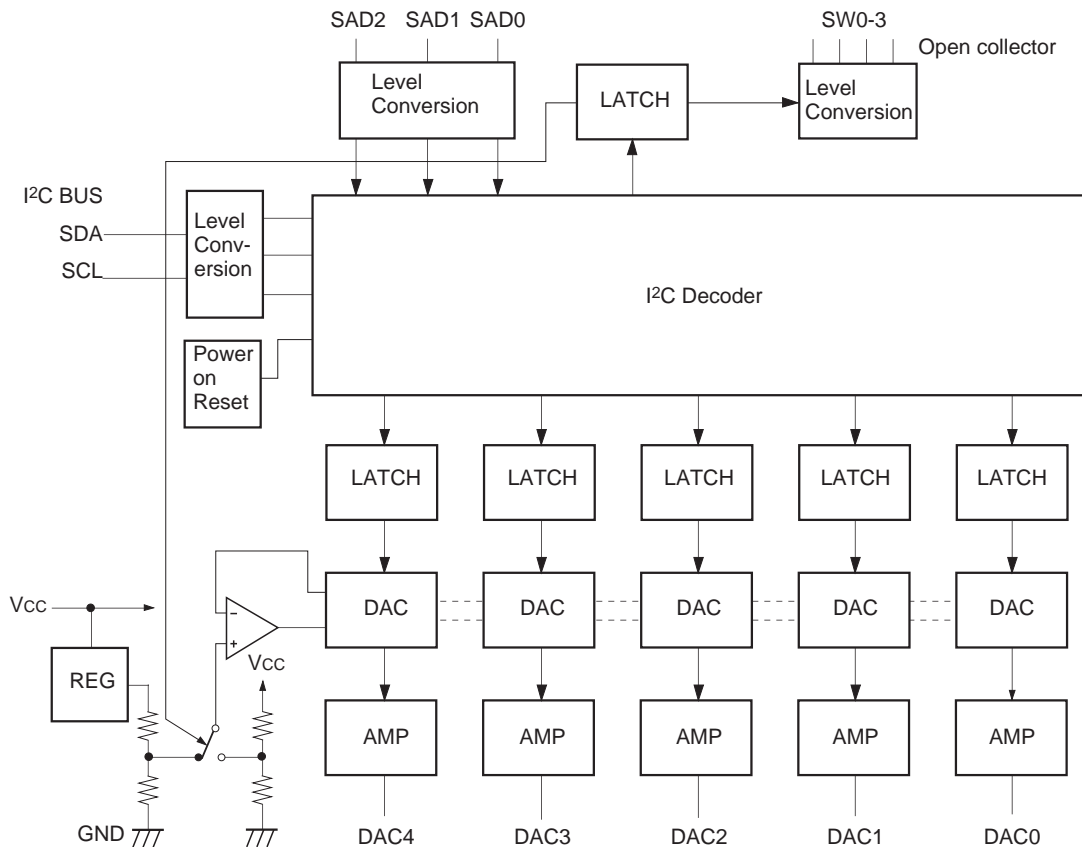 SAD2 SAD1 SAD0
SW0-3
Open collector
Level
Conversion
LATCH
Level
Conversion
I²C BUS
SDA
SCL
Level
Conv-
ersion
I²C Decoder
Power
on
Reset
LATCH LATCH LATCH LATCH LATCH
DAC DAC DAC DAC DAC
VCC
−
+
VCC
REG
AMP AMP AMP AMP AMP
GND
DAC4 DAC3 DAC2 DAC1 DAC0